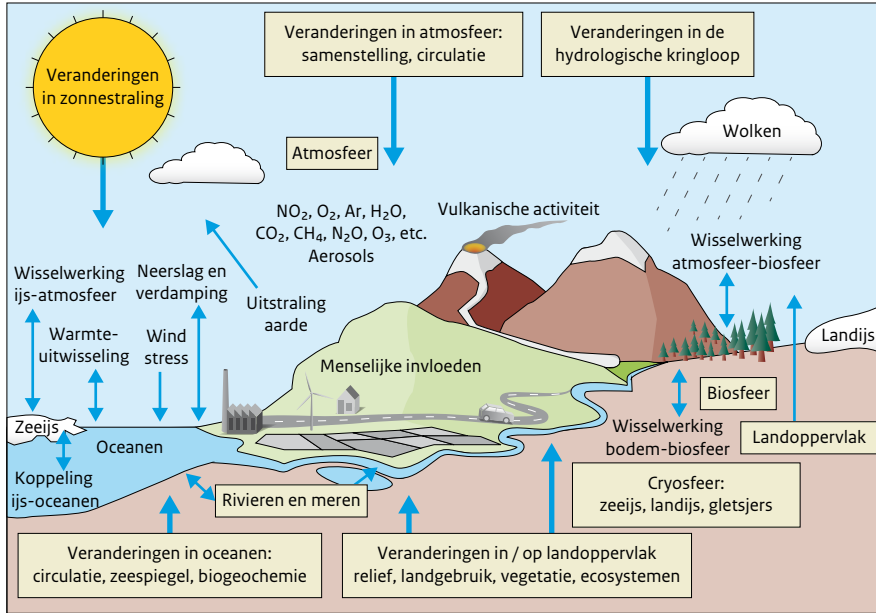 Veranderingen
in zonnestraling
Veranderingen in atmosfeer:
samenstelling, circulatie
Veranderingen in de
hydrologische kringloop
Wolken
Atmosfeer
NO₂, O₂, Ar, H₂O,
CO₂, CH₄, N₂O, O₃, etc.
Aerosols
Vulkanische activiteit
Wisselwerking
atmosfeer-biosfeer
Wisselwerking
ijs-atmosfeer
Neerslag en
verdamping
Uitstraling
aarde
Warmte-
uitwisseling
Wind
stress
Menselijke invloeden
Landijs
Zeeijs
Oceanen
Biosfeer
Wisselwerking
bodem-biosfeer
Landoppervlak
Koppeling
ijs-oceanen
Rivieren en meren
Cryosfeer:
zeeijs, landijs, gletsjers
Veranderingen in oceanen:
circulatie, zeespiegel, biogeochemie
Veranderingen in / op landoppervlak
relief, landgebruik, vegetatie, ecosystemen